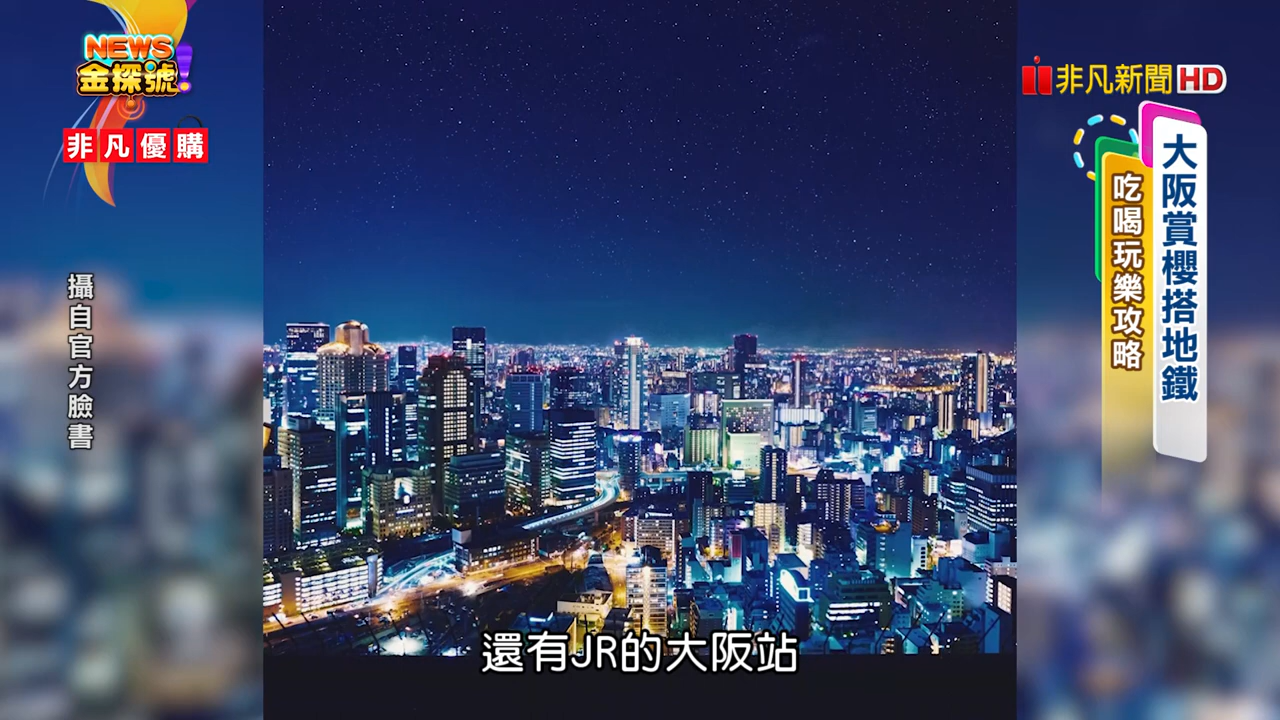 NEWS
金探號!
非凡優購
攝自官方臉書
非凡新聞HD
大阪賞櫻搭地鐵
吃喝玩樂攻略
還有JR的大阪站